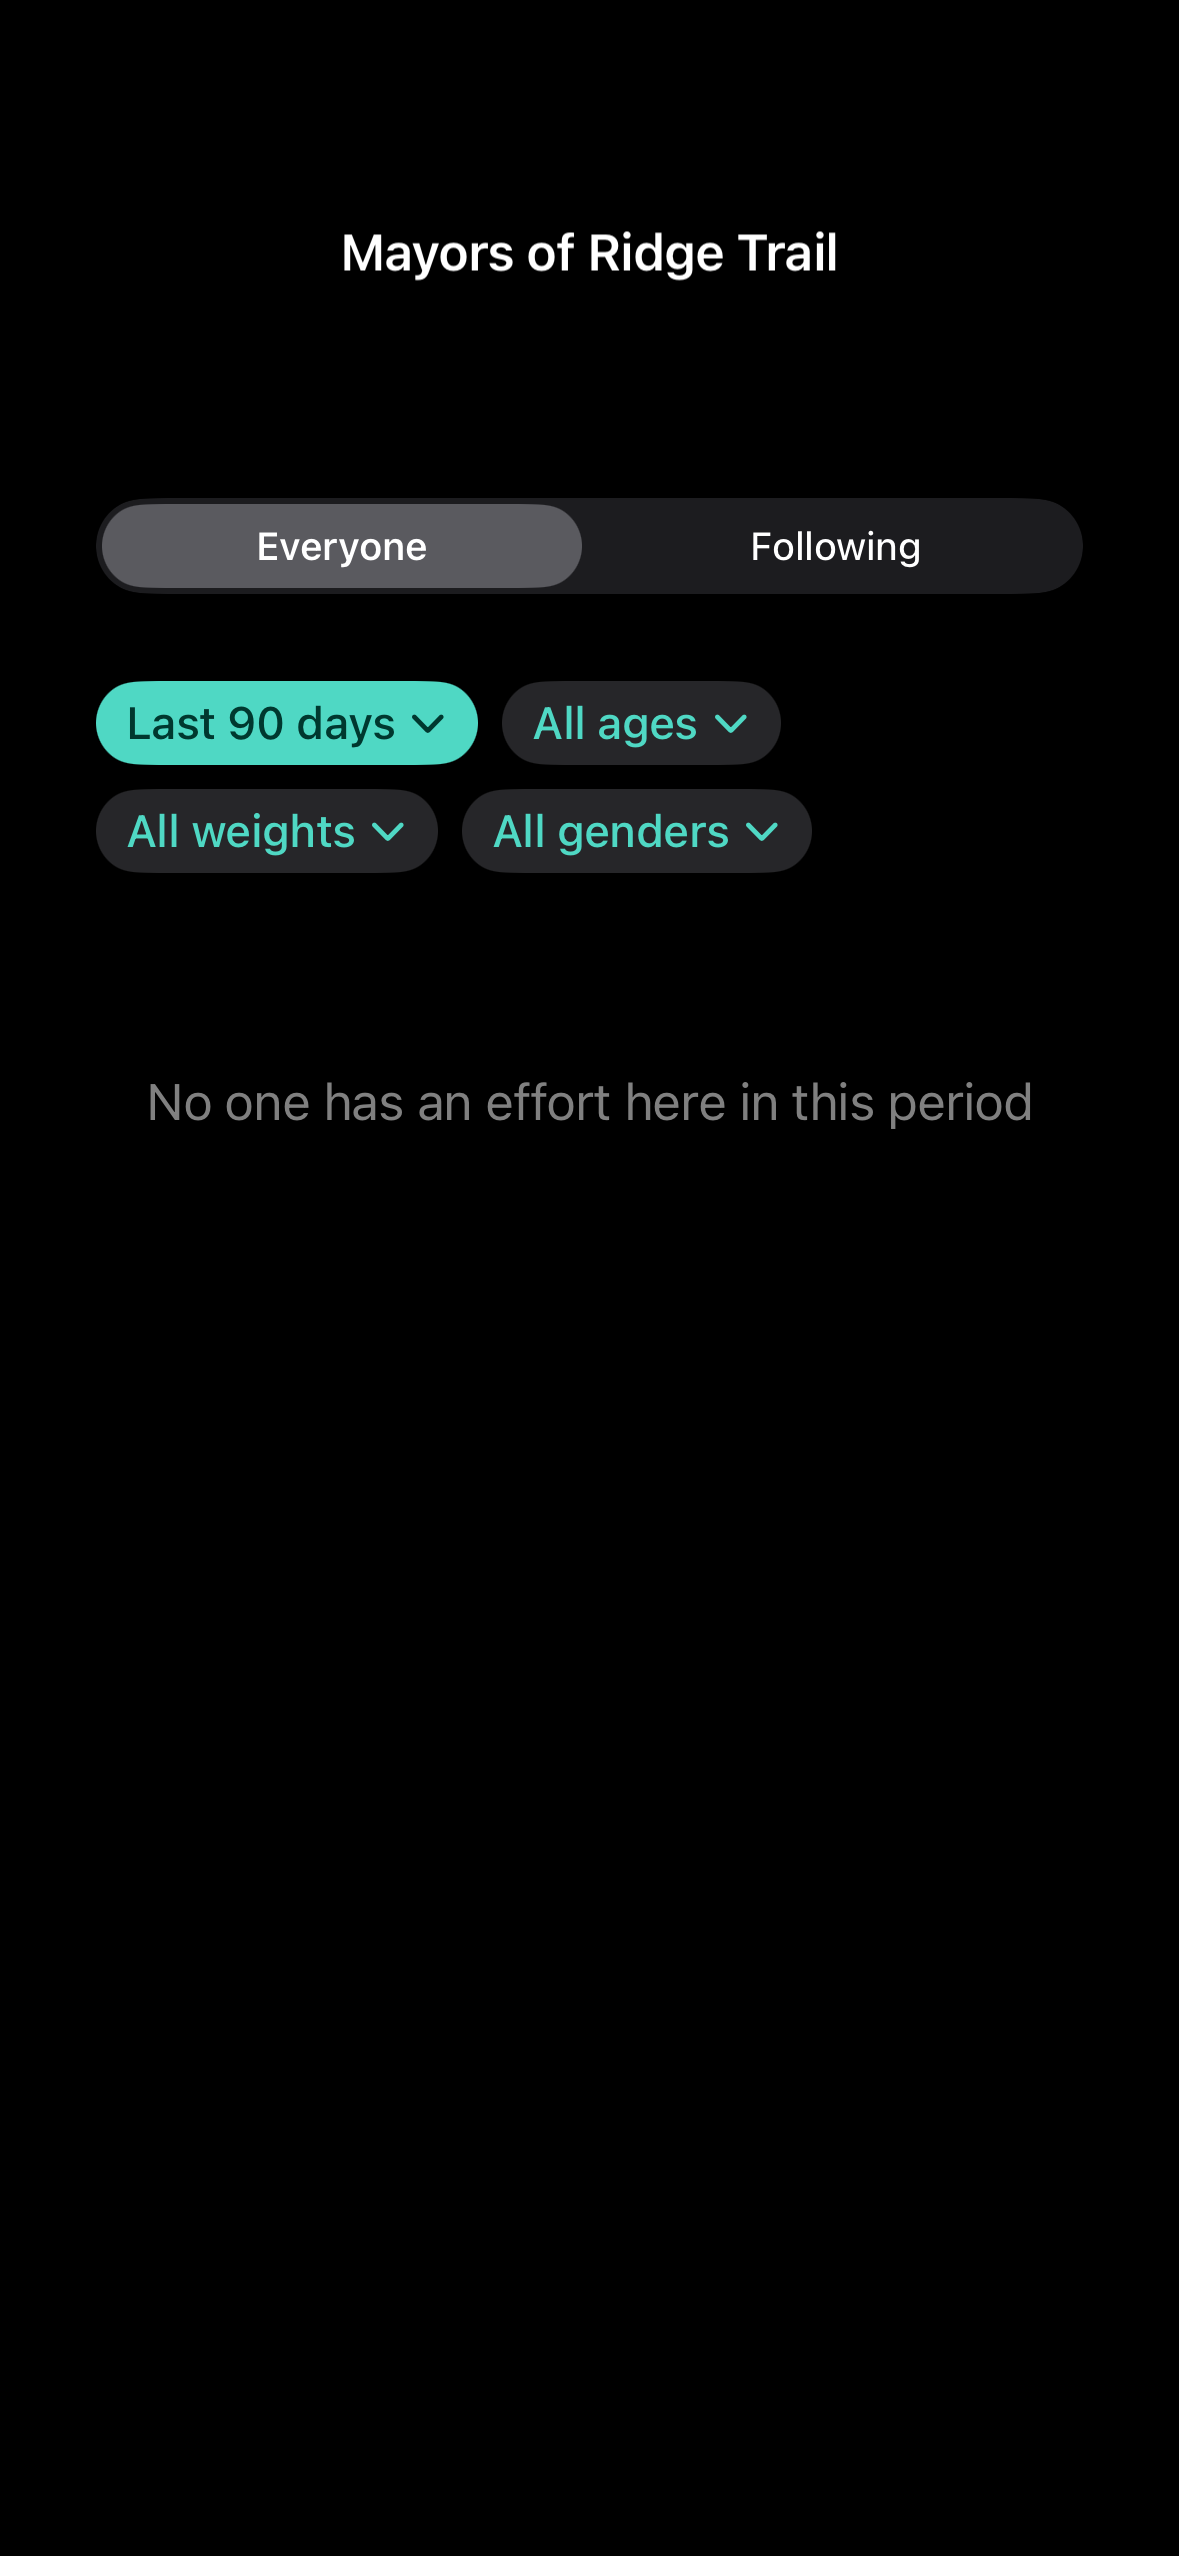 Mayors of Ridge Trail
Everyone Following
Last 90 days All ages
All weights All genders
No one has an effort here in this period